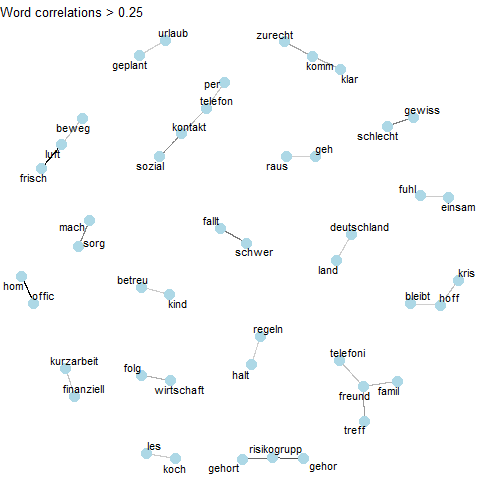 Word correlations > 0.25
urlaub
geplant
zurecht
komm
klar
per
telefon
kontakt
sozial
beweg
luft
frisch
gewiss
schlecht
geh
raus
fuhl
einsam
mach
sorg
fallt
schwer
deutschland
land
hom
offic
betreu
kind
kris
bleibt
hoff
regeln
halt
kurzarbeit
finanziell
folg
wirtschaft
telefoni
freund
famil
treff
les
koch
risikogrupp
gehort
gehor